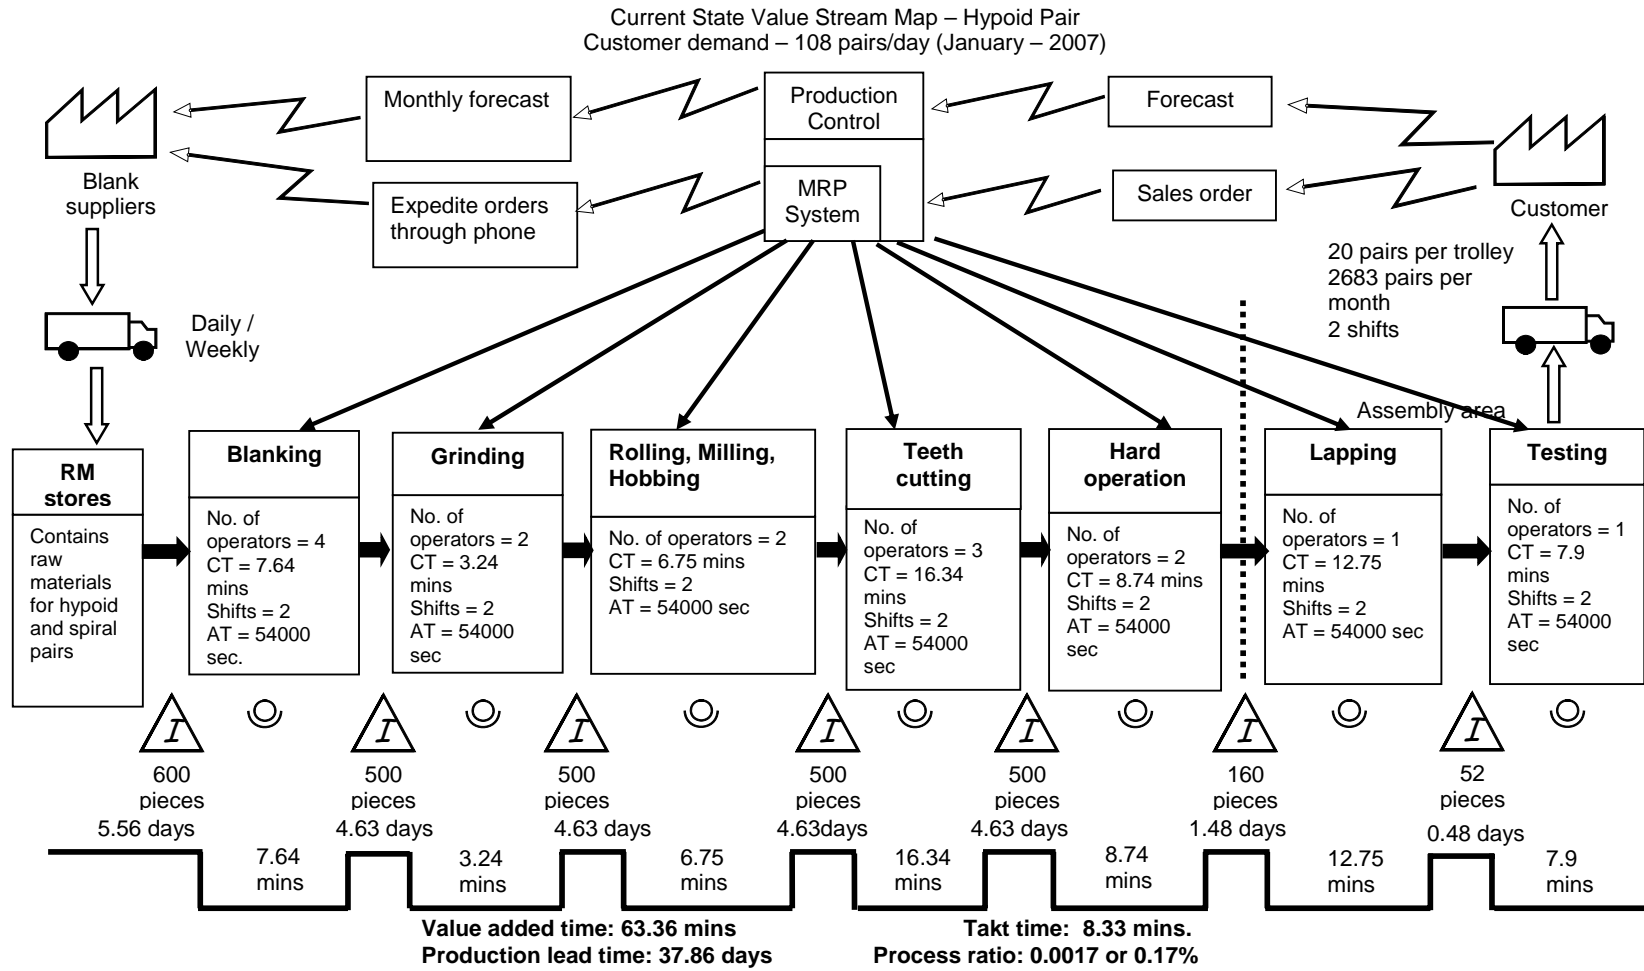 Current State Value Stream Map – Hypoid Pair
Customer demand – 108 pairs/day (January – 2007)
Monthly forecast
Production
Control
Forecast
Blank
suppliers
Expedite orders
through phone
MRP
System
Sales order
Customer
Daily /
Weekly
20 pairs per trolley
2683 pairs per
month
2 shifts
Assembly area
RM
stores
Contains
raw
materials
for hypoid
and spiral
pairs
Blanking
No. of
operators = 4
CT = 7.64
mins
Shifts = 2
AT = 54000
sec.
Grinding
No. of
operators = 2
CT = 3.24
mins
Shifts = 2
AT = 54000
sec
Rolling, Milling,
Hobbing
No. of operators = 2
CT = 6.75 mins
Shifts = 2
AT = 54000 sec
Teeth
cutting
No. of
operators = 3
CT = 16.34
mins
Shifts = 2
AT = 54000
sec
Hard
operation
No. of
operators = 2
CT = 8.74 mins
Shifts = 2
AT = 54000
sec
Lapping
No. of
operators = 1
CT = 12.75
mins
Shifts = 2
AT = 54000 sec
Testing
No. of
operators = 1
CT = 7.9
mins
Shifts = 2
AT = 54000
sec
I
I
I
I
I
I
I
600
pieces
5.56 days
500
pieces
4.63 days
500
pieces
4.63 days
500
pieces
4.63days
500
pieces
4.63 days
160
pieces
1.48 days
52
pieces
0.48 days
7.64
mins
3.24
mins
6.75
mins
16.34
mins
8.74
mins
12.75
mins
7.9
mins
Value added time: 63.36 mins
Production lead time: 37.86 days
Takt time: 8.33 mins.
Process ratio: 0.0017 or 0.17%